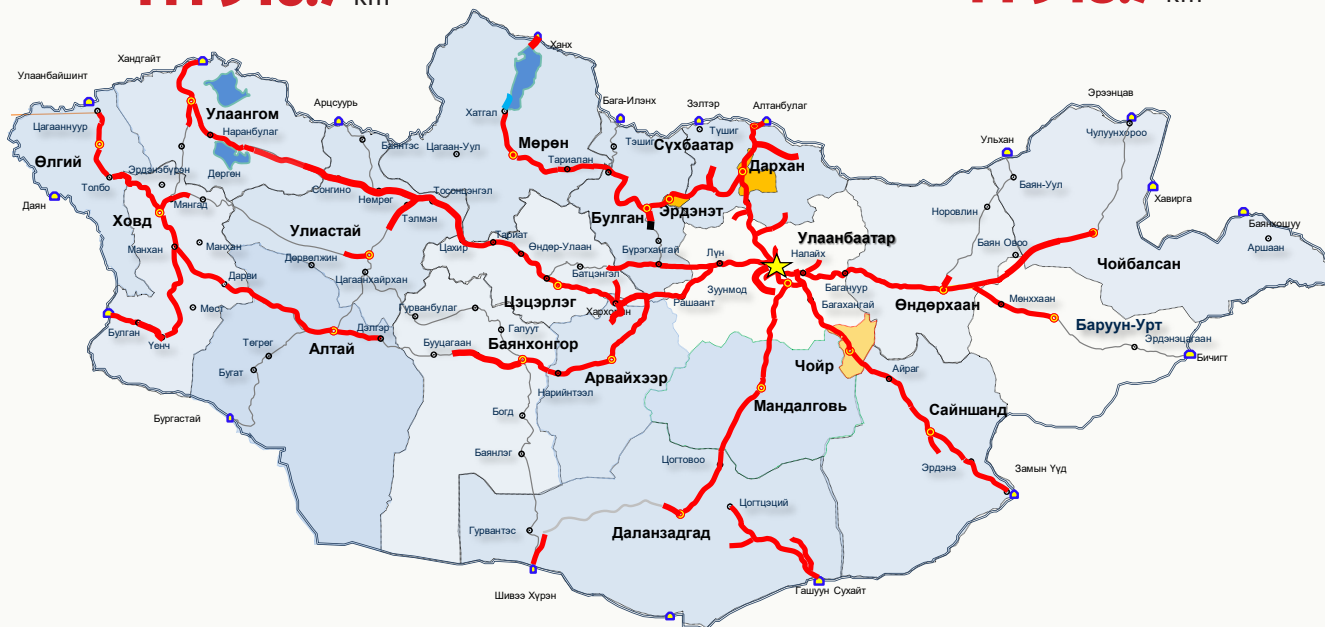 km
km
Хандгайт
Улаанбайшинт
Цагааннуур
Өлгий
Улаангом
Наранбулаг
Арцсуурь
Эрдэнэбүрэн
Дөргөн
Толбо
Даян
Мянгад
Ховд
Манхан
Манхан
Дарви
Мөст
Булган
Үенч
Баянтэс
Цагаан-Уул
Сонгино
Нөмрөг
Тосонцэнгэл
Тэлмэн
Улиастай
Дөрвөлжин
Цагаанхайрхан
Дэлгэр
Алтай
Төгрөг
Бугат
Бургастай
Ханх
Хатгал
Мөрөн
Тариалан
Бага-Илэнх
Тэшиг
Зэлтэр
Түшиг
Алтанбулаг
Сүхбаатар
Дархан
Эрдэнэт
Булган
Бүрэгхангай
Цахир
Тариат
Өндөр-Улаан
Батцэнгэл
Цэцэрлэг
Хархорин
Лүн
Рашаант
Зуунмод
Улаанбаатар
Налайх
Багануур
Багахангай
Гурванбулаг
Галуут
Бууцагаан
Баянхонгор
Нарийнтээл
Арвайхээр
Богд
Баянлэг
Гурвантэс
Шивээ Хүрэн
Чойр
Айраг
Мандалговь
Сайншанд
Эрдэнэ
Замын Үүд
Цогтовоо
Цогтцэций
Даланзадгад
Гашуун Сухайт
Эрээнцав
Чулуунхороо
Ульхан
Баян-Уул
Норовлин
Баян Овоо
Хавирга
Баянхошуу
Аршаан
Чойбалсан
Өндөрхаан
Мөнххаан
Баруун-Урт
Эрдэнэцагаан
Бичигт